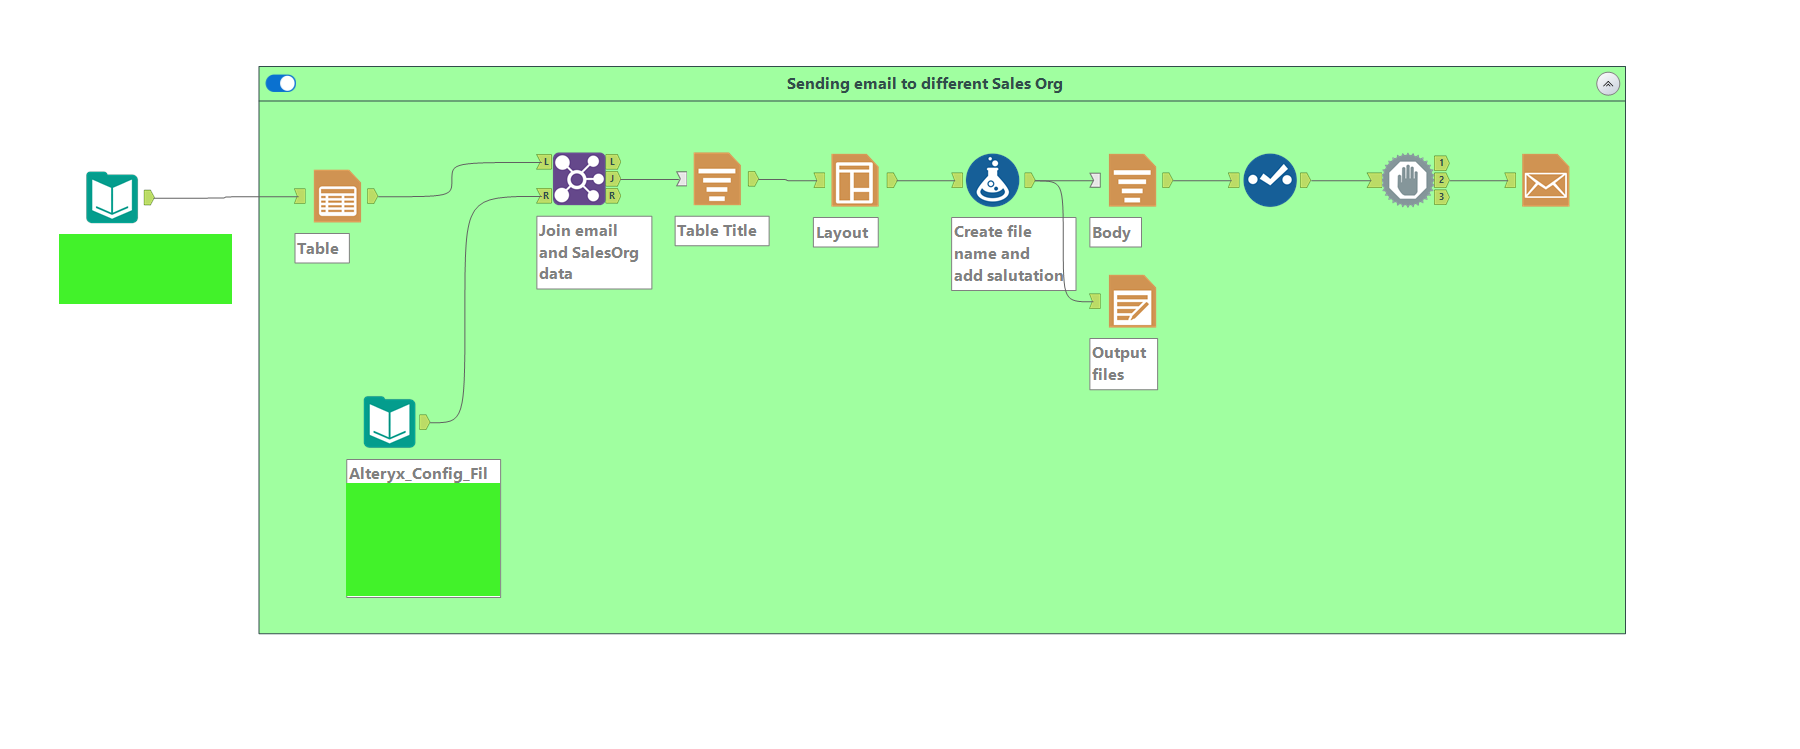 Sending email to different Sales Org
L
R
L
J
R
1
2
3
Table
Join email
and SalesOrg
data
Table Title
Layout
Create file
name and
add salutation
Body
Output
files
Alteryx_Config_Fil